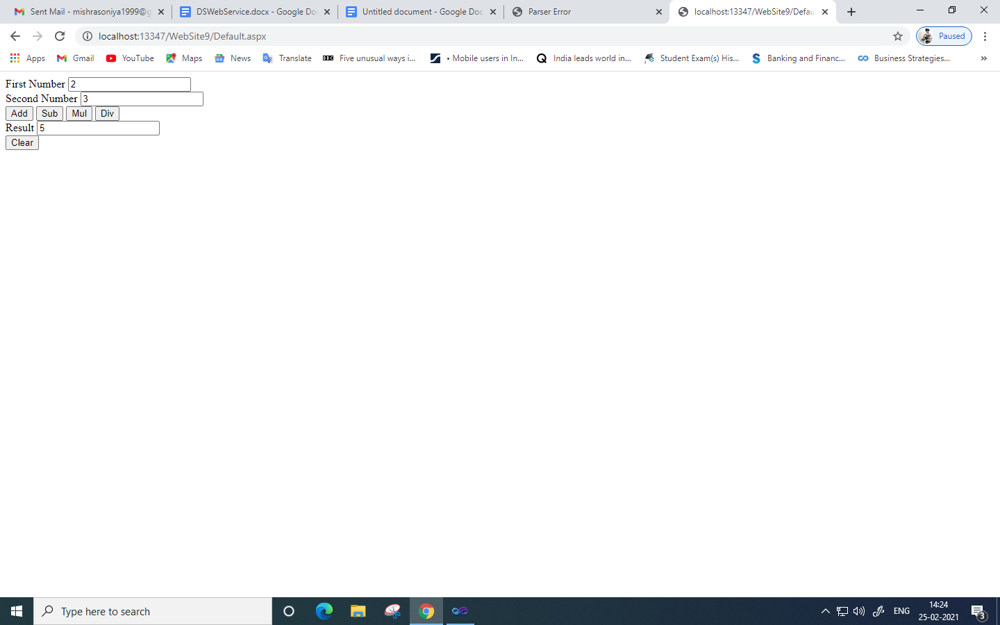 Sent Mail - mishrasoniya1999@g
DSWebService.docx - Google Do
Untitled document - Google Doc
Parser Error
localhost:13347/WebSite9/Defau
localhost:13347/WebSite9/Default.aspx
Paused
Apps
Gmail
YouTube
Maps
News
Translate
BBC
Five unusual ways i...
• Mobile users in In...
India leads world in...
Student Exam(s) His...
Banking and Financ...
Business Strategies...
»
First Number 2
Second Number 3
Add Sub Mul Div
Result 5
Clear
Type here to search
ENG
14:24
25-02-2021
3